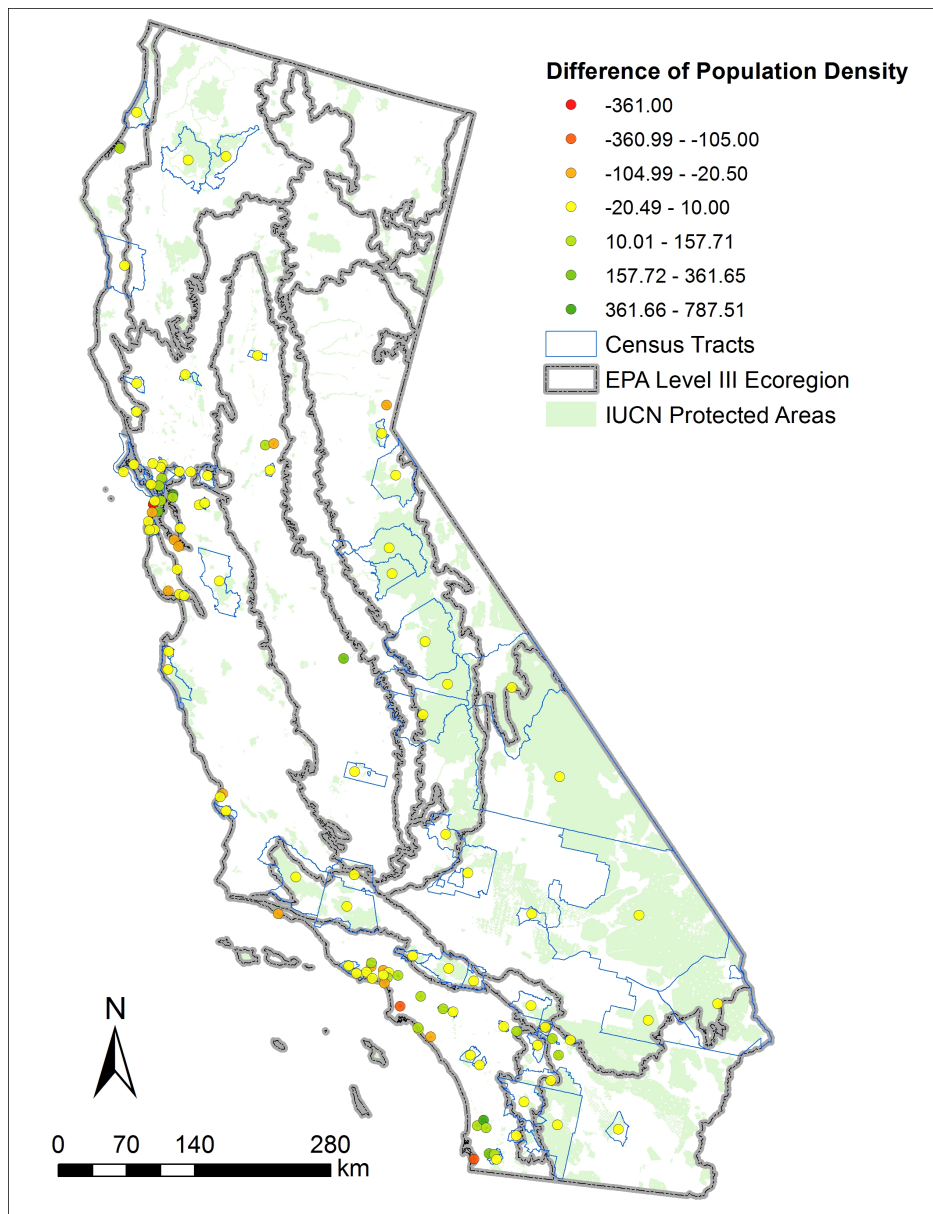 Difference of Population Density
-361.00
-360.99 - -105.00
-104.99 - -20.50
-20.49 - 10.00
10.01 - 157.71
157.72 - 361.65
361.66 - 787.51
Census Tracts
EPA Level III Ecoregion
IUCN Protected Areas
N
0 70 140 280
km